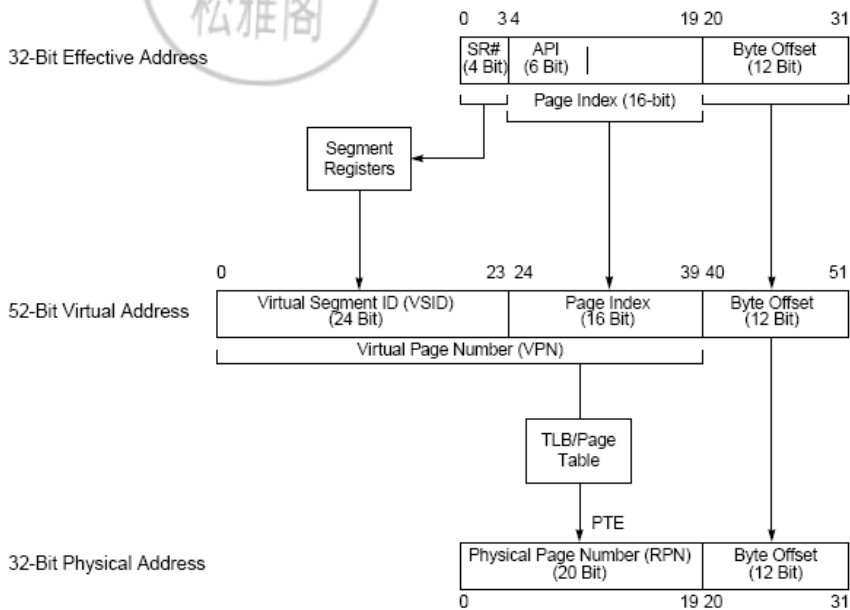 松雅阁
0 3 4 19 20 31
32-Bit Effective Address
SR#
(4 Bit)
API
(6 Bit)
Byte Offset
(12 Bit)
Page Index (16-bit)
Segment
Registers
0 23 24 39 40 51
52-Bit Virtual Address
Virtual Segment ID (VSID)
(24 Bit)
Page Index
(16 Bit)
Byte Offset
(12 Bit)
Virtual Page Number (VPN)
TLB/Page
Table
PTE
32-Bit Physical Address
Physical Page Number (RPN)
(20 Bit)
Byte Offset
(12 Bit)
0 19 20 31